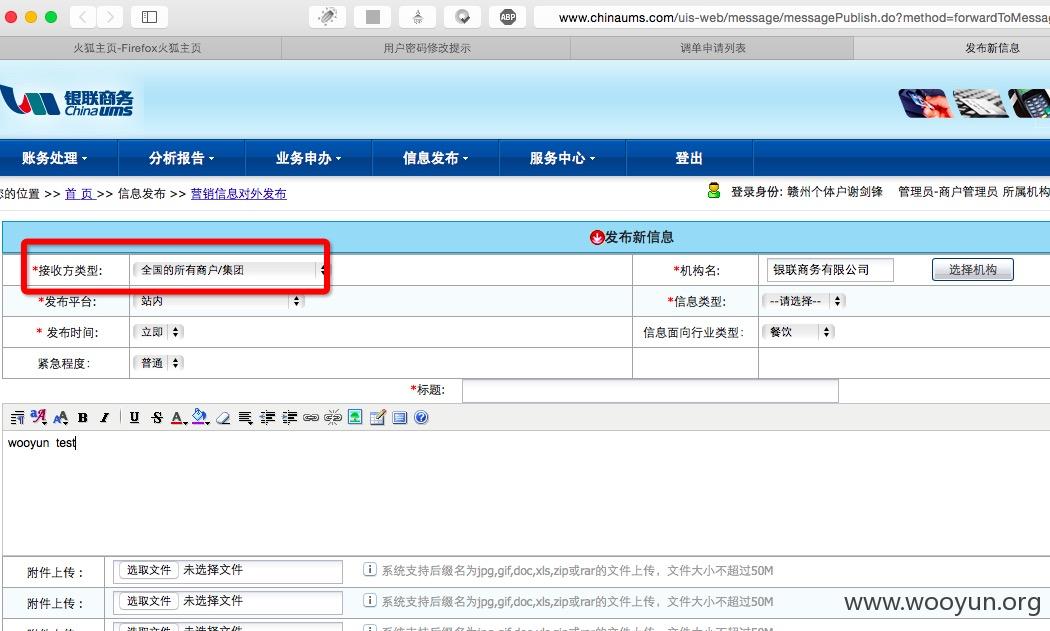 www.chinaums.com/uis-web/message/messagePublish.do?method=forwardToMessag
火狐主页-Firefox火狐主页 用户密码修改提示 调单申请列表 发布新信息
银联商务
China ums
账务处理 分析报告 业务申办 信息发布 服务中心 登出
您的位置 >> 首 页 >> 信息发布 >> 营销信息对外发布 登录身份: 赣州个体户谢剑锋 管理员-商户管理员 所属机构
发布新信息
*接收方类型: 全国的所有商户/集团 *机构名: 银联商务有限公司 选择机构
*发布平台: 站内 *信息类型: --请选择--
* 发布时间: 立即 信息面向行业类型: 餐饮
紧急程度: 普通
*标题:
wooyun test
附件上传： 选取文件 未选择文件 系统支持后缀名为jpg,gif,doc,xls,zip或rar的文件上传，文件大小不超过50M
附件上传： 选取文件 未选择文件 系统支持后缀名为jpg,gif,doc,xls,zip或rar的文件上传，文件大小不超过50M
www.wooyun.org